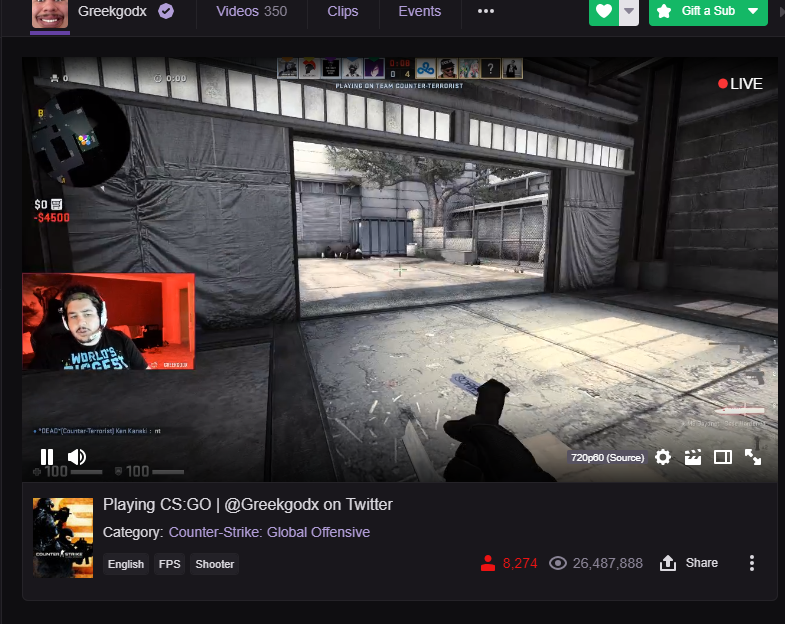 Greekgodx
Videos 350
Clips
Events
Gift a Sub
0
0:00
0:08
0 4
?
PLAYING ON TEAM COUNTER-TERRORIST
LIVE
B
$0
-$4500
WORLD'S
BIGGEST
GREEKGODX
*DEAD*(Counter-Terrorist) Ken Kaneki : nt
100
100
720p60 (Source)
COUNTER STRIKE
Playing CS:GO | @Greekgodx on Twitter
Category: Counter-Strike: Global Offensive
English FPS Shooter
8,274
26,487,888
Share